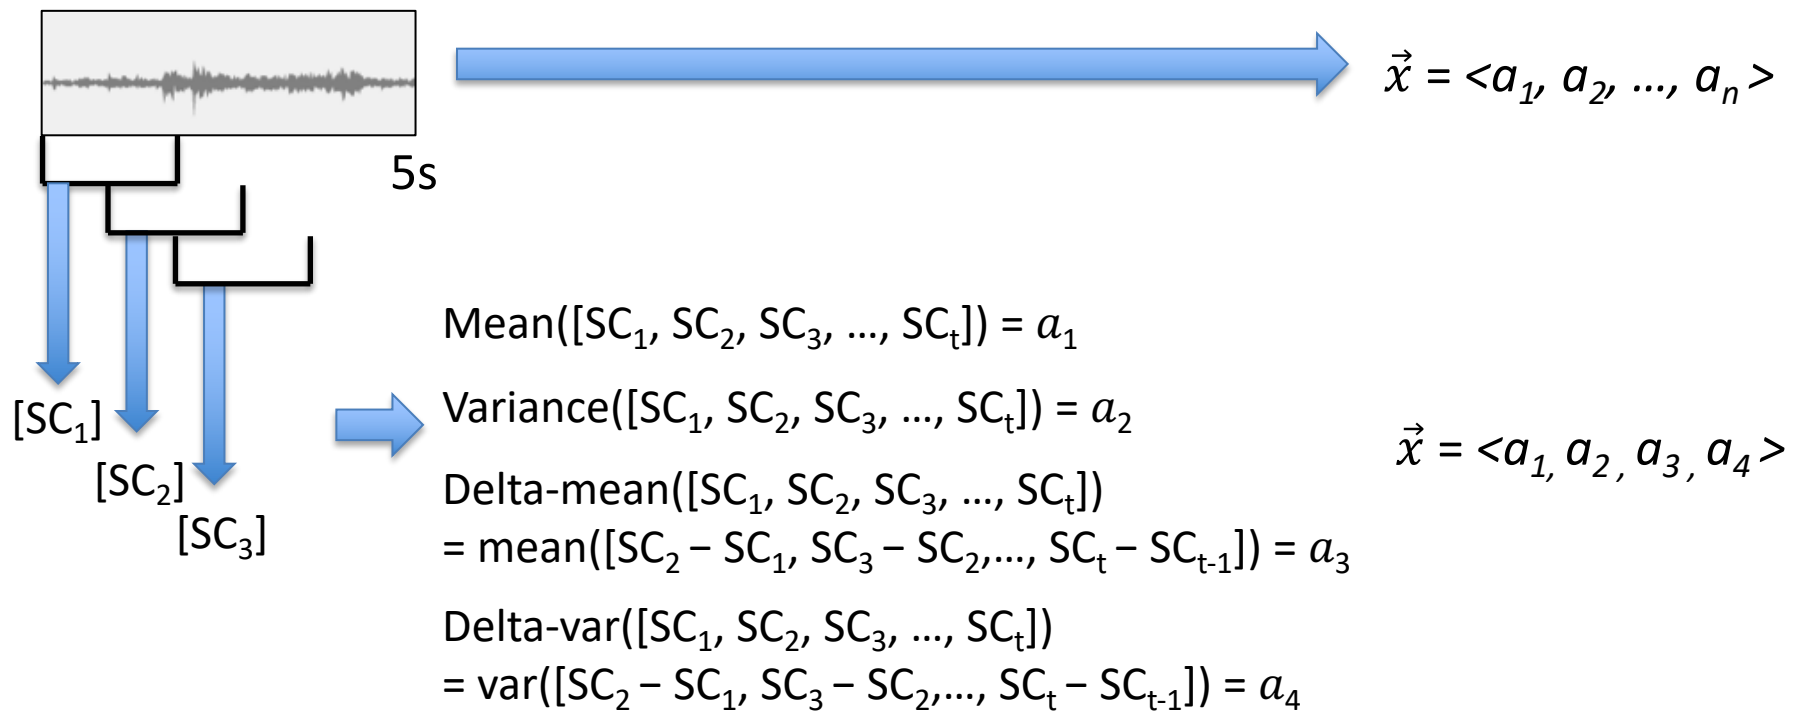 x⃗ = <a₁, a₂, ..., aₙ>
5s
[SC₁]
[SC₂]
[SC₃]
Mean([SC₁, SC₂, SC₃, ..., SCₜ]) = a₁
Variance([SC₁, SC₂, SC₃, ..., SCₜ]) = a₂
Delta-mean([SC₁, SC₂, SC₃, ..., SCₜ])
= mean([SC₂ – SC₁, SC₃ – SC₂,..., SCₜ – SCₜ₋₁]) = a₃
Delta-var([SC₁, SC₂, SC₃, ..., SCₜ])
= var([SC₂ – SC₁, SC₃ – SC₂,..., SCₜ – SCₜ₋₁]) = a₄
x⃗ = <a₁, a₂ , a₃ , a₄ >